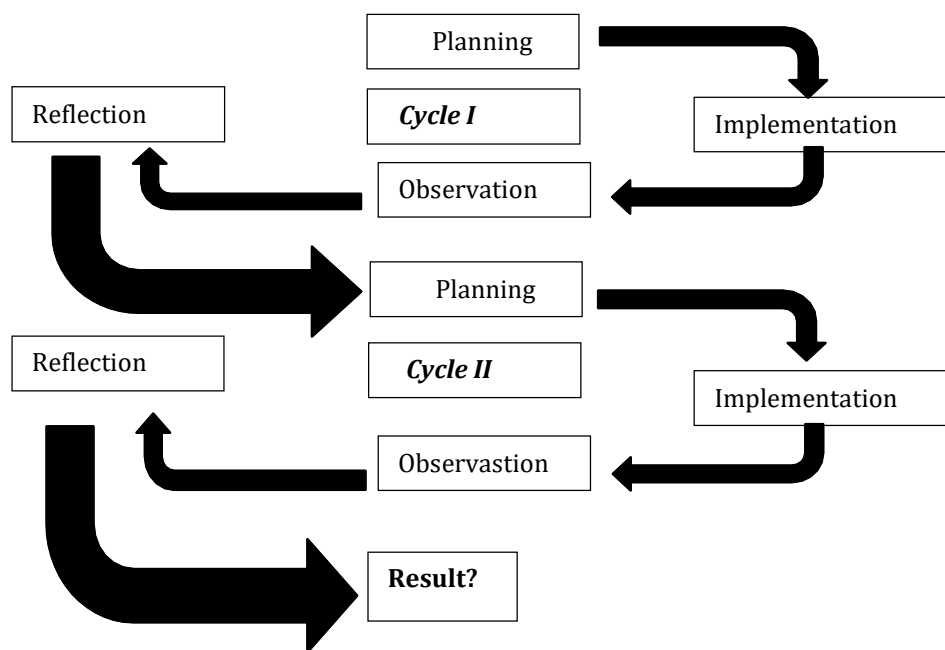 Planning
Reflection
Cycle I
Implementation
Observation
Planning
Reflection
Cycle II
Implementation
Observastion
Result?